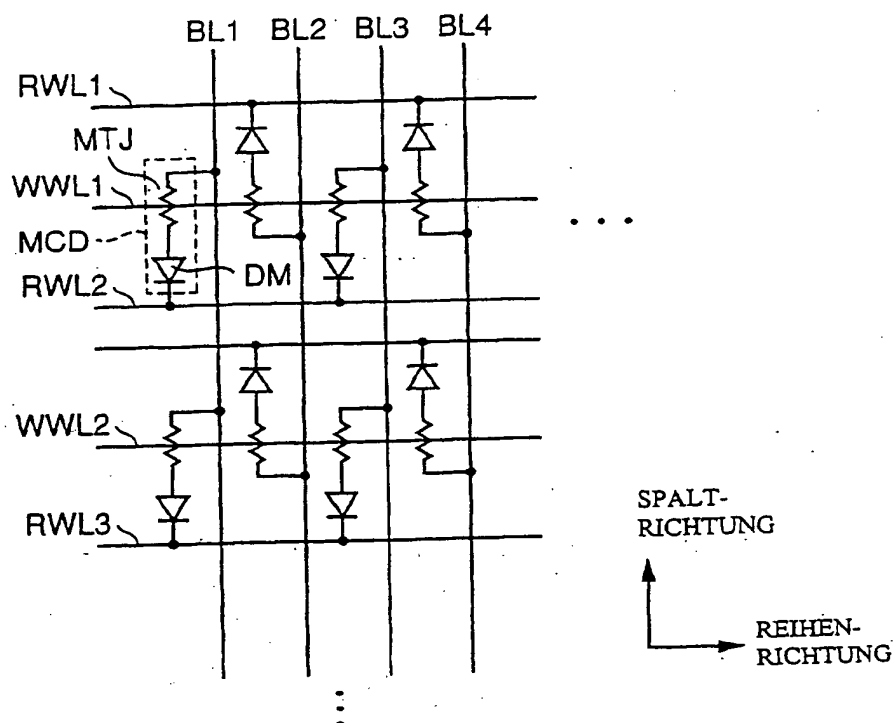 BL1 BL2 BL3 BL4
RWL1
MTJ
WWL1
MCD
DM
RWL2
WWL2
RWL3
SPALT-
RICHTUNG
REIHEN-
RICHTUNG